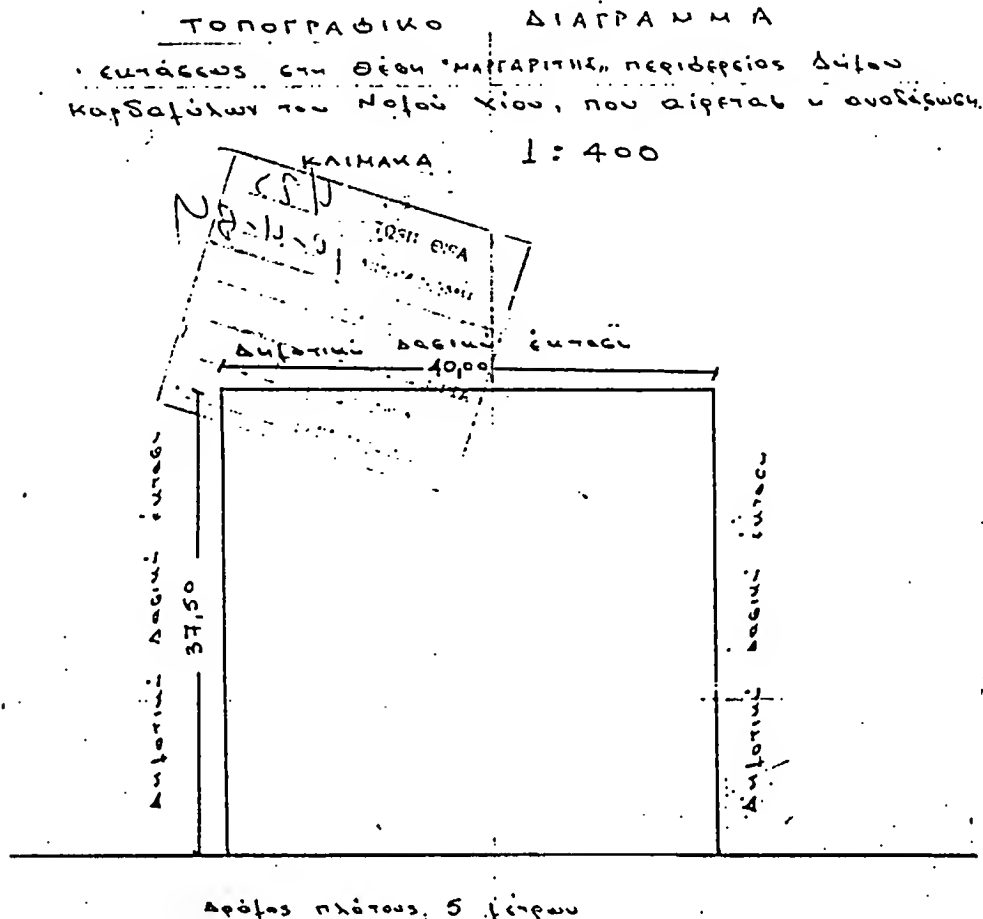 ΤΟΠΟΓΡΑΦΙΚΟ ΔΙΑΓΡΑΜΜΑ
εκτάσεως στη θέση "ΜΑΡΓΑΡΙΤΗΣ„ περιφερείας Δήμου
Καρδαμύλων του Νομού Χίου, που αίρεται η αναδάσωση.
ΚΛΙΜΑΚΑ 1:400
Δημοτική δασική έκταση
40,00
Δημοτική δασική έκταση
37,50
Δημοτική δασική έκταση
Δρόμος πλάτους 5 μέτρων